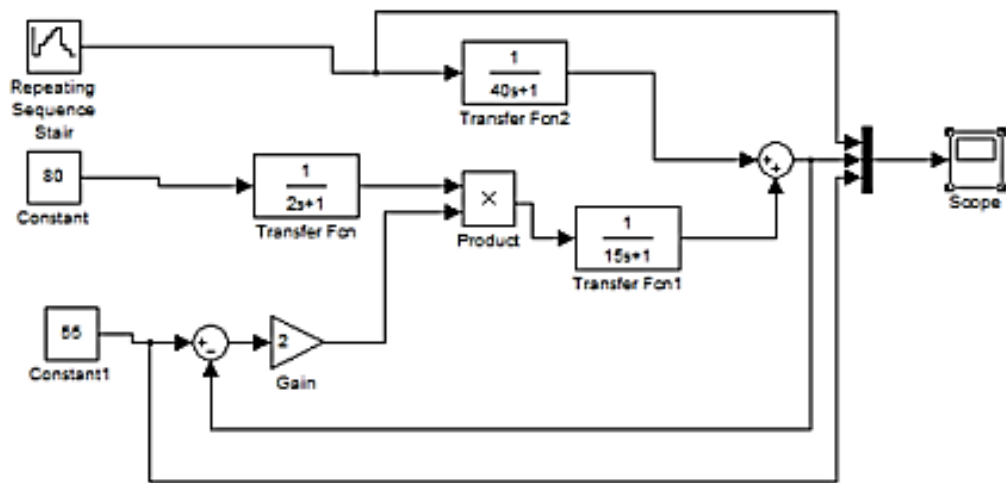 Repeating
Sequence
Stair
1
40s+1
Transfer Fcn2
80
Constant
1
2s+1
Transfer Fcn
×
Product
1
15s+1
Transfer Fcn1
+
+
Scope
55
Constant1
+
−
2
Gain